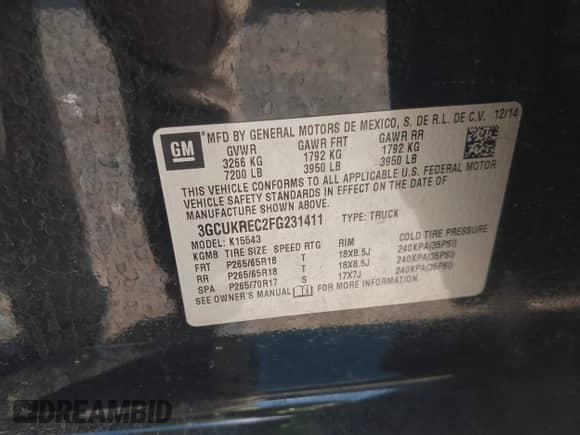 GM
MFD BY GENERAL MOTORS DE MEXICO, S. DE R.L. DE C.V. 12/14
GVWR GAWR FRT GAWR RR
3266 KG 1792 KG 1792 KG
7200 LB 3950 LB 3950 LB
THIS VEHICLE CONFORMS TO ALL APPLICABLE U.S. FEDERAL MOTOR
VEHICLE SAFETY STANDARDS IN EFFECT ON THE DATE OF
MANUFACTURE SHOWN ABOVE.
3GCUKREC2FG231411 TYPE: TRUCK
MODEL: K15543
KGM8 TIRE SIZE SPEED RTG RIM COLD TIRE PRESSURE
FRT P265/65R18 T 18X8.5J 240KPA(35PSI)
RR P265/65R18 T 18X8.5J 240KPA(35PSI)
SPA P265/70R17 S 17X7J 240KPA(35PSI)
SEE OWNER'S MANUAL FOR MORE INFORMATION.
DREAMBID